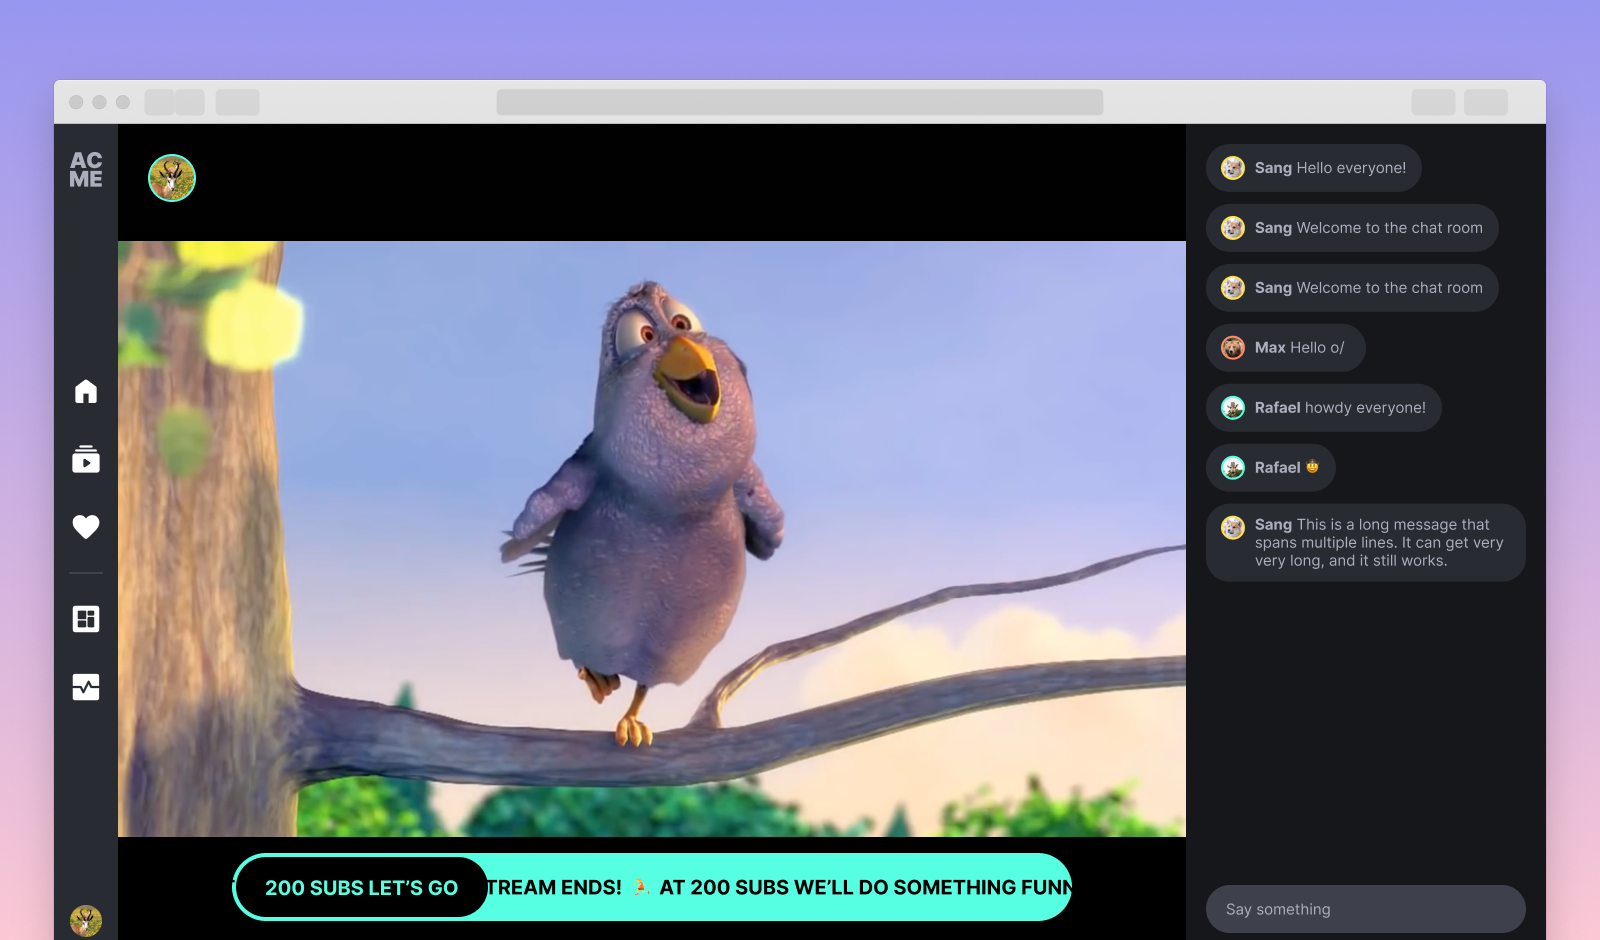 AC
ME
Sang Hello everyone!
Sang Welcome to the chat room
Sang Welcome to the chat room
Max Hello o/
Rafael howdy everyone!
Rafael 🤠
Sang This is a long message that
spans multiple lines. It can get very
very long, and it still works.
200 SUBS LET’S GO
TREAM ENDS! AT 200 SUBS WE’LL DO SOMETHING FUNN
Say something